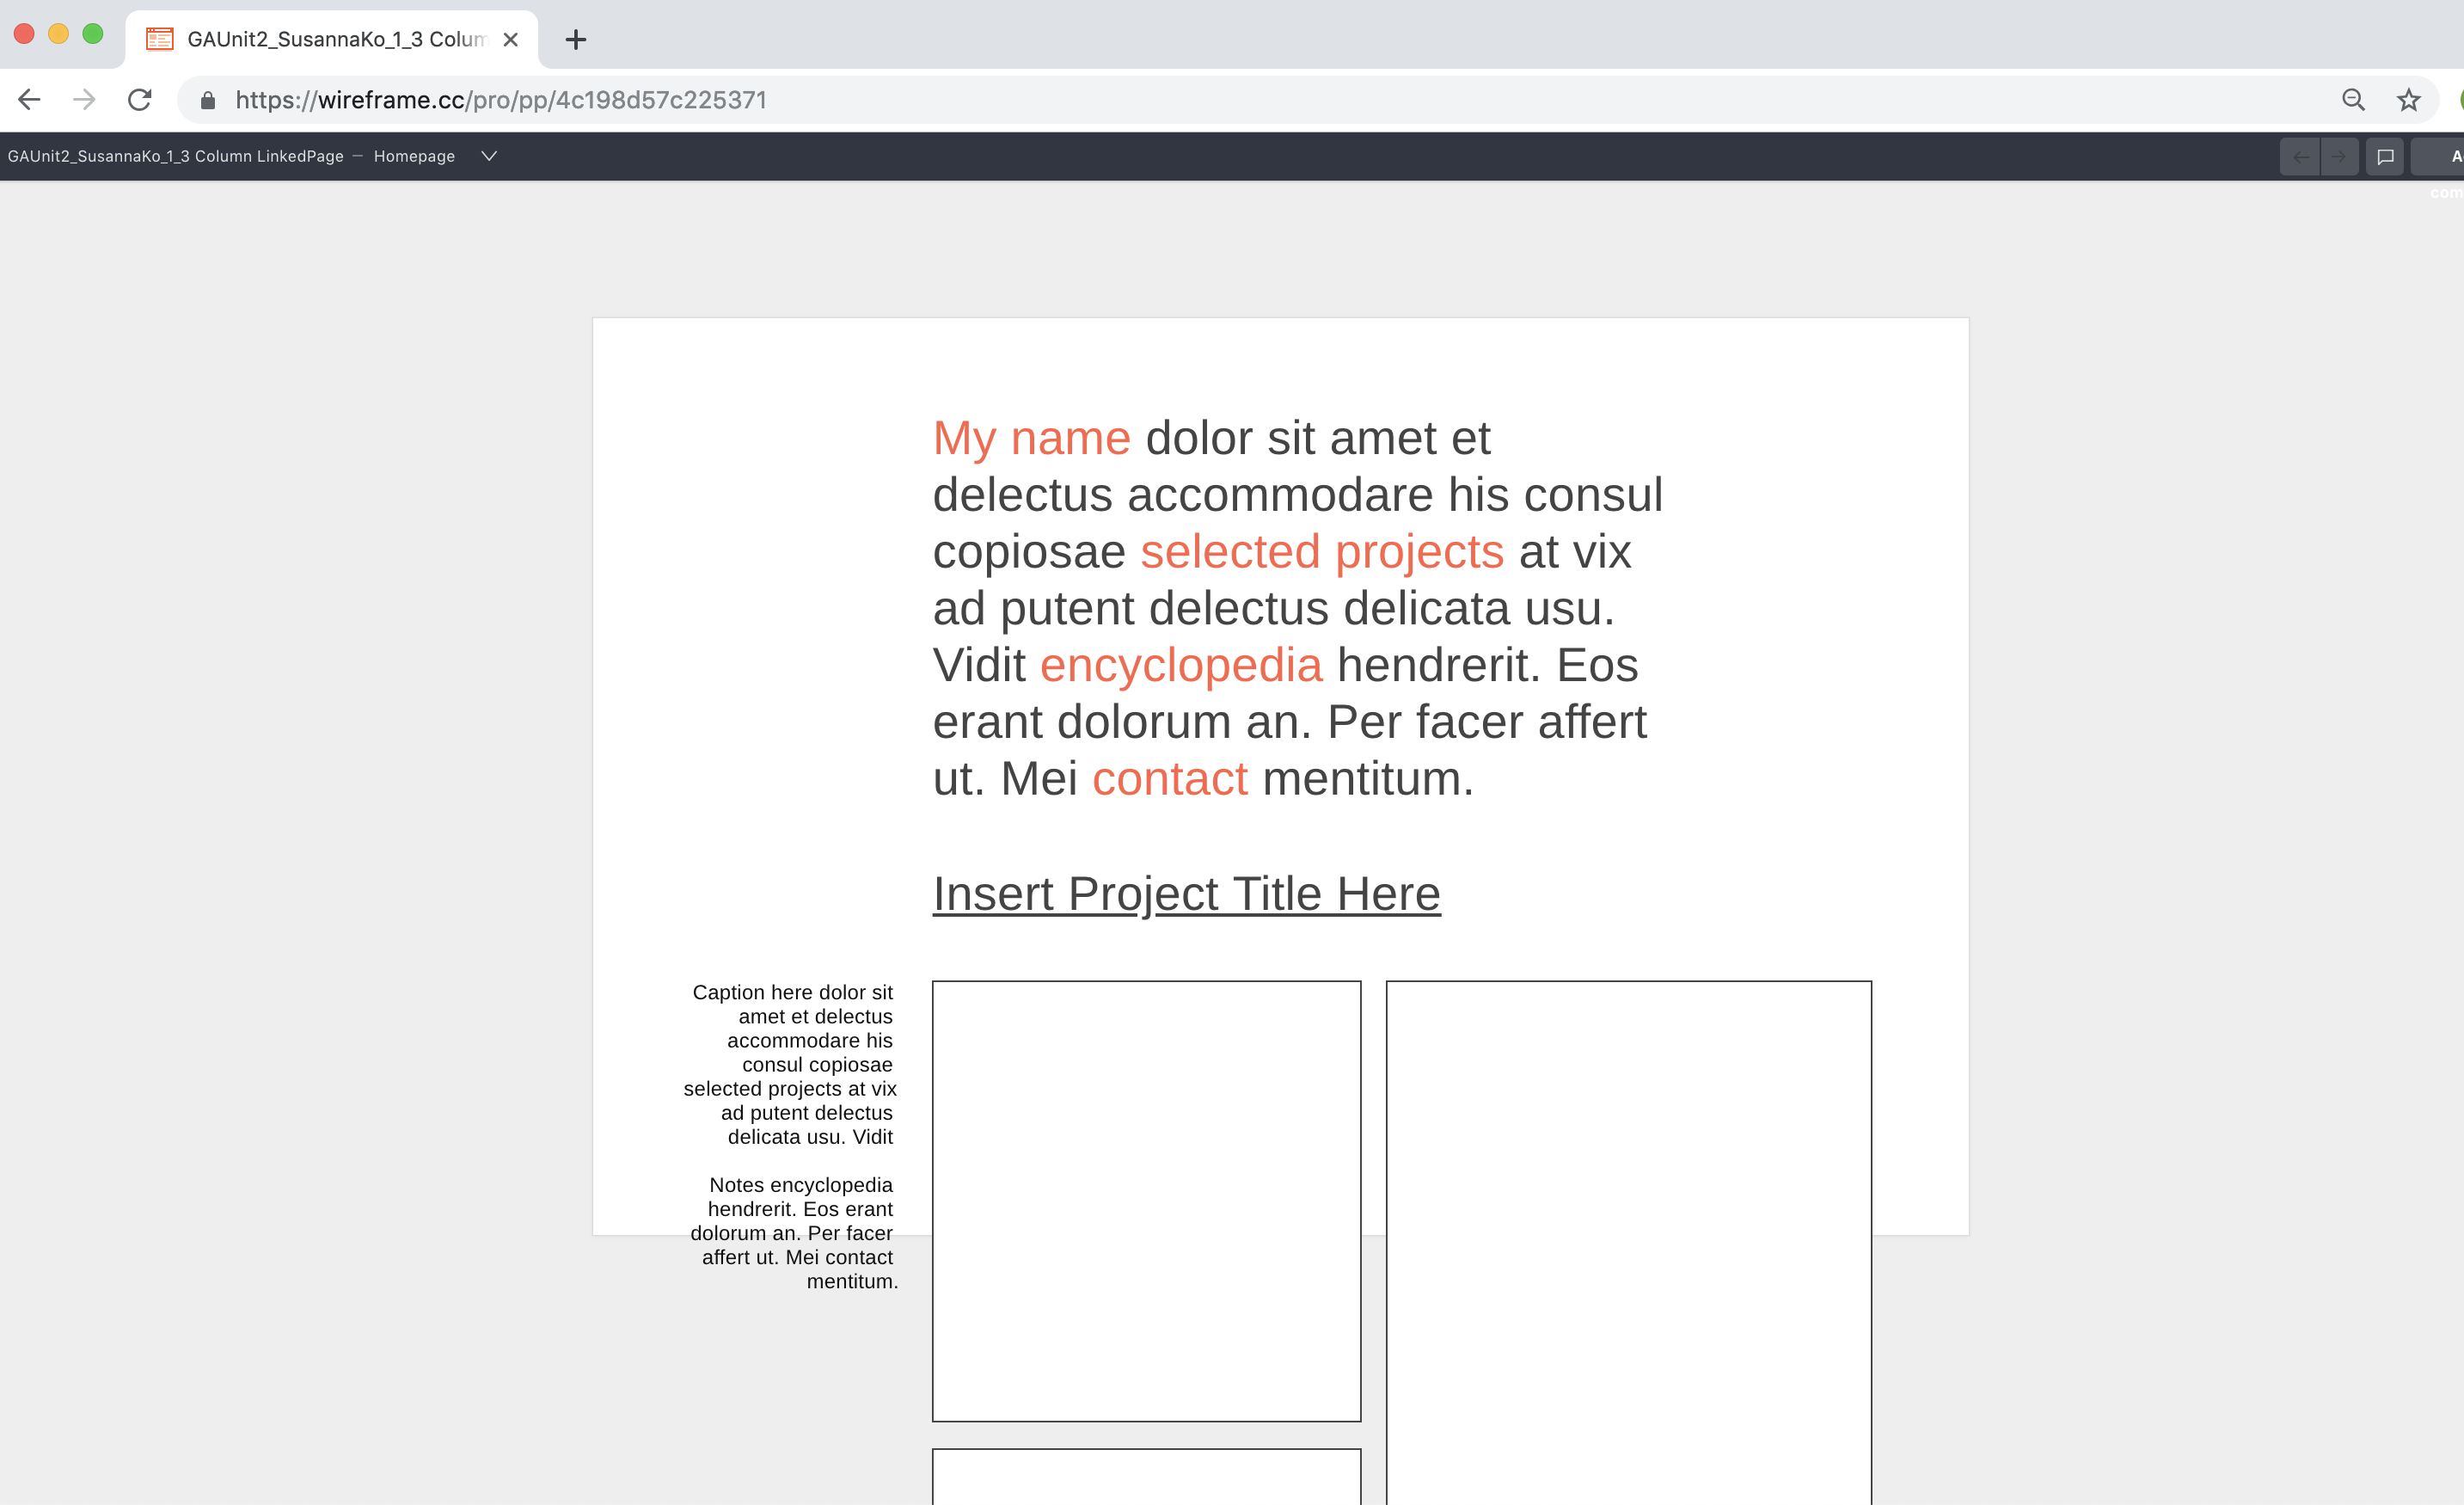 GAUnit2_SusannaKo_1_3 Colum
https://wireframe.cc/pro/pp/4c198d57c225371
GAUnit2_SusannaKo_1_3 Column LinkedPage – Homepage
A
com
My name dolor sit amet et
delectus accommodare his consul
copiosae selected projects at vix
ad putent delectus delicata usu.
Vidit encyclopedia hendrerit. Eos
erant dolorum an. Per facer affert
ut. Mei contact mentitum.
Insert Project Title Here
Caption here dolor sit
amet et delectus
accommodare his
consul copiosae
selected projects at vix
ad putent delectus
delicata usu. Vidit
Notes encyclopedia
hendrerit. Eos erant
dolorum an. Per facer
affert ut. Mei contact
mentitum.